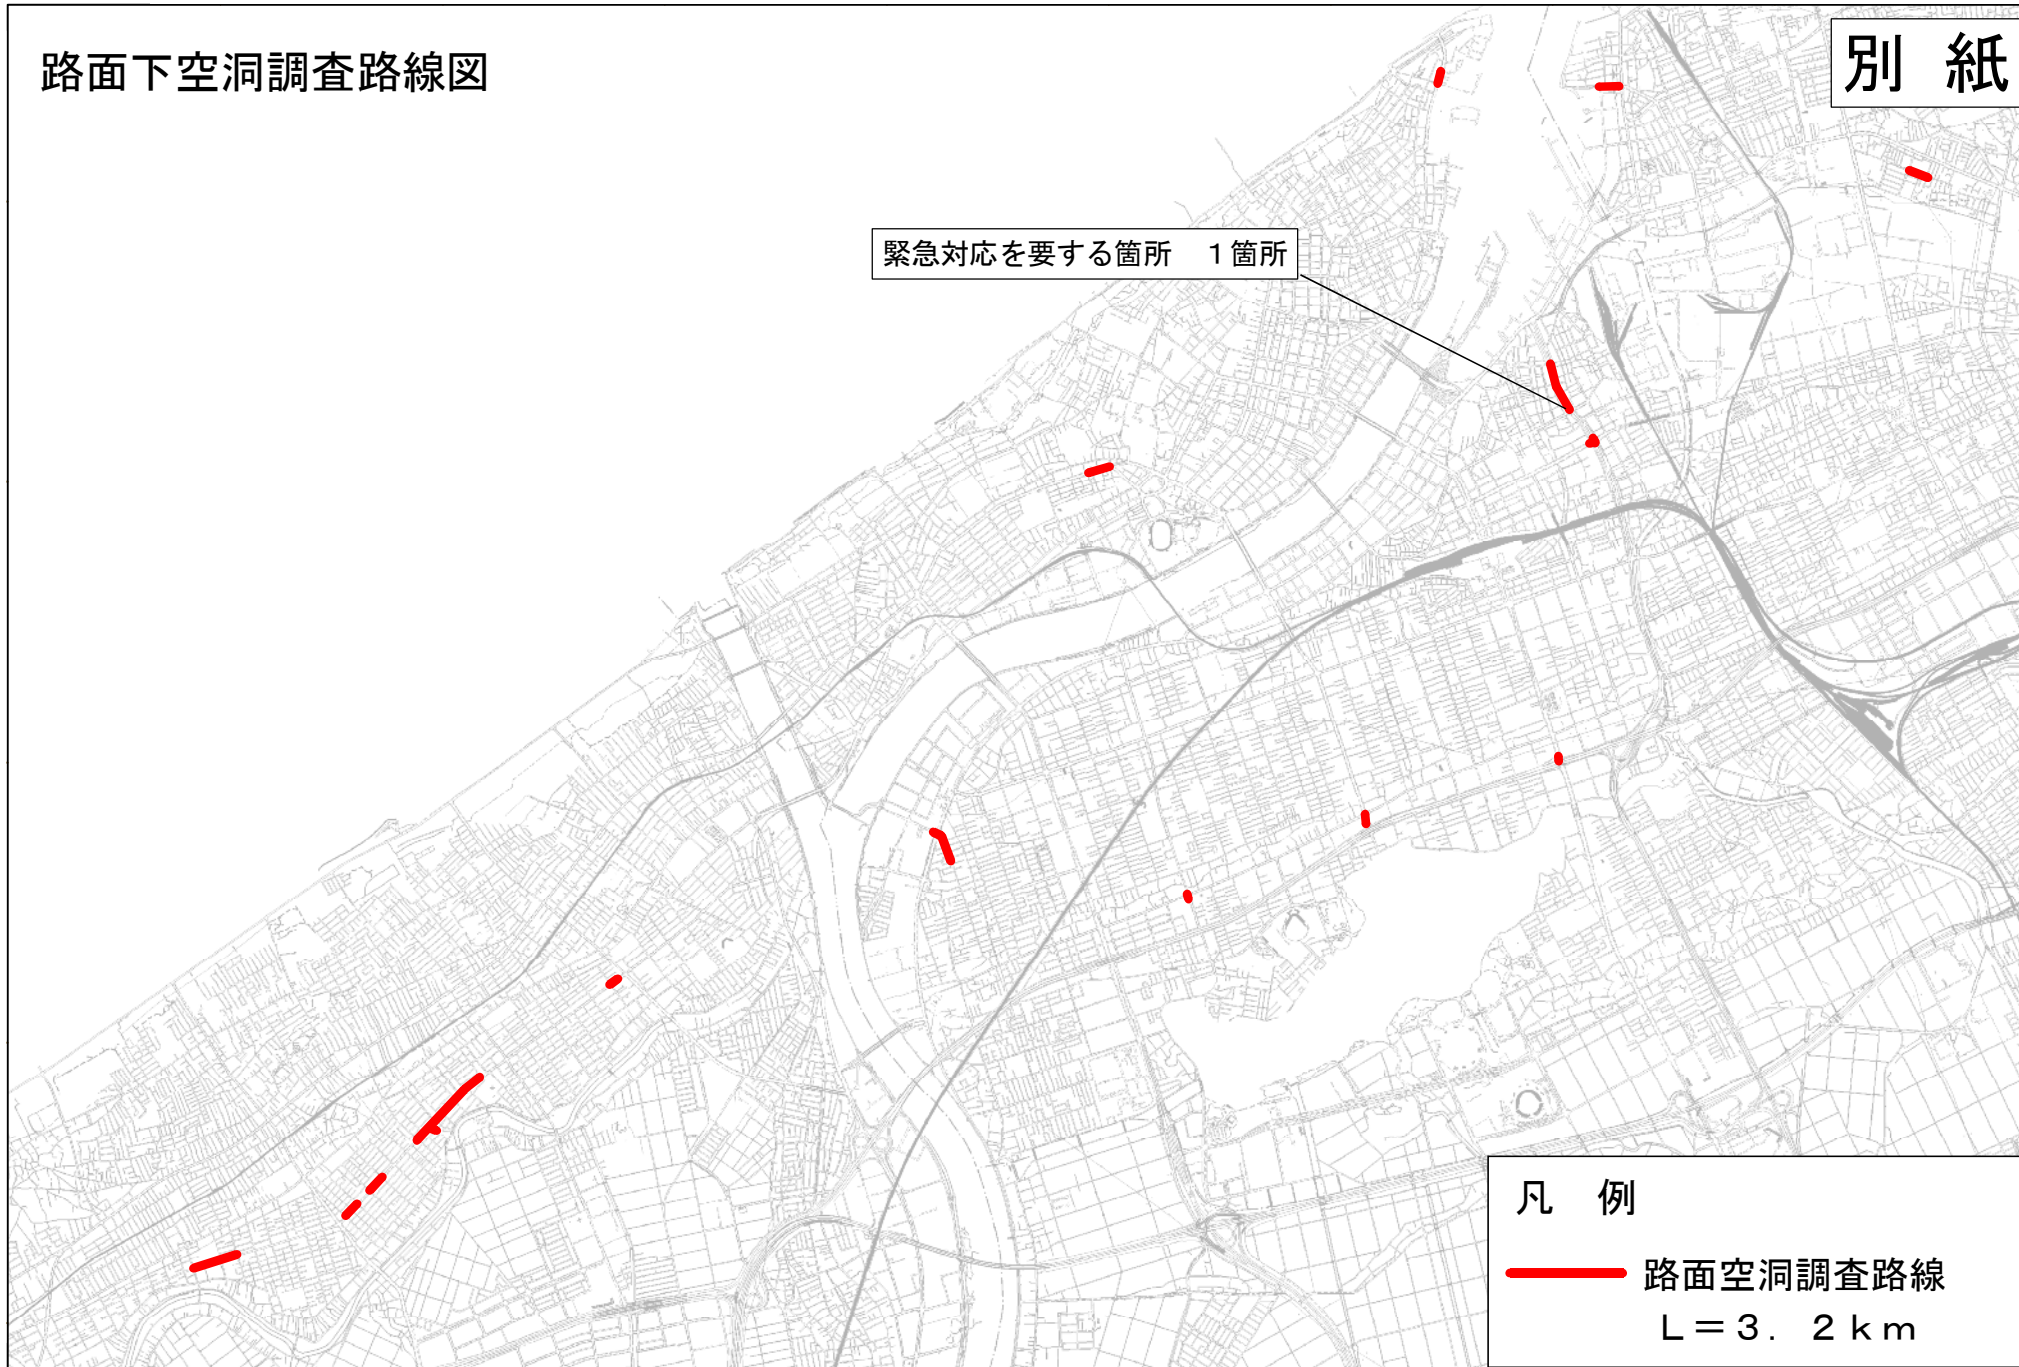 路面下空洞調査路線図
別 紙
緊急対応を要する箇所　1箇所
凡　例
路面空洞調査路線
L＝3．2km